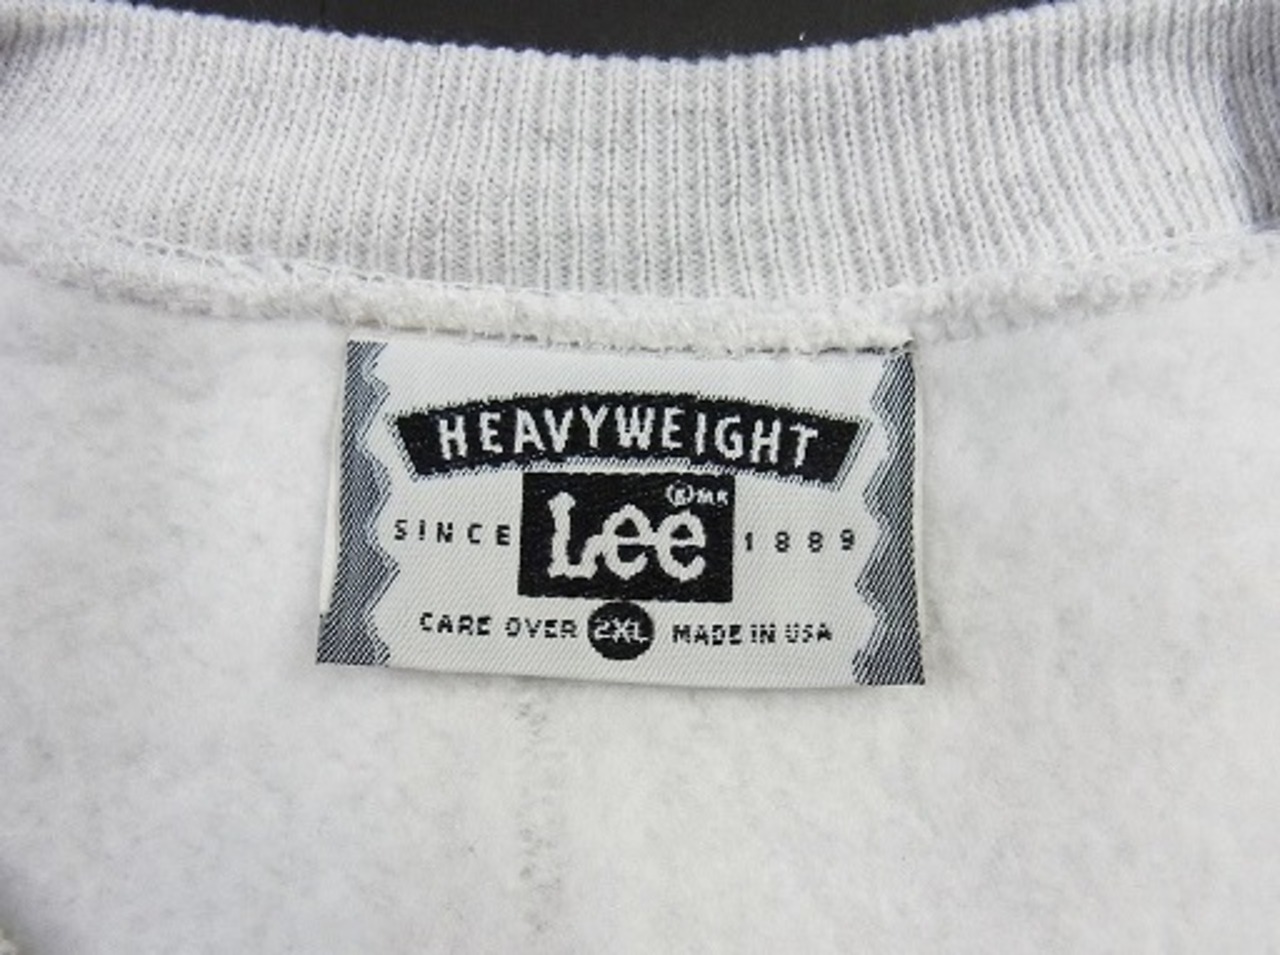 HEAVYWEIGHT
Lee (R) MR
SINCE 1889
CARE OVER 2XL MADE IN USA